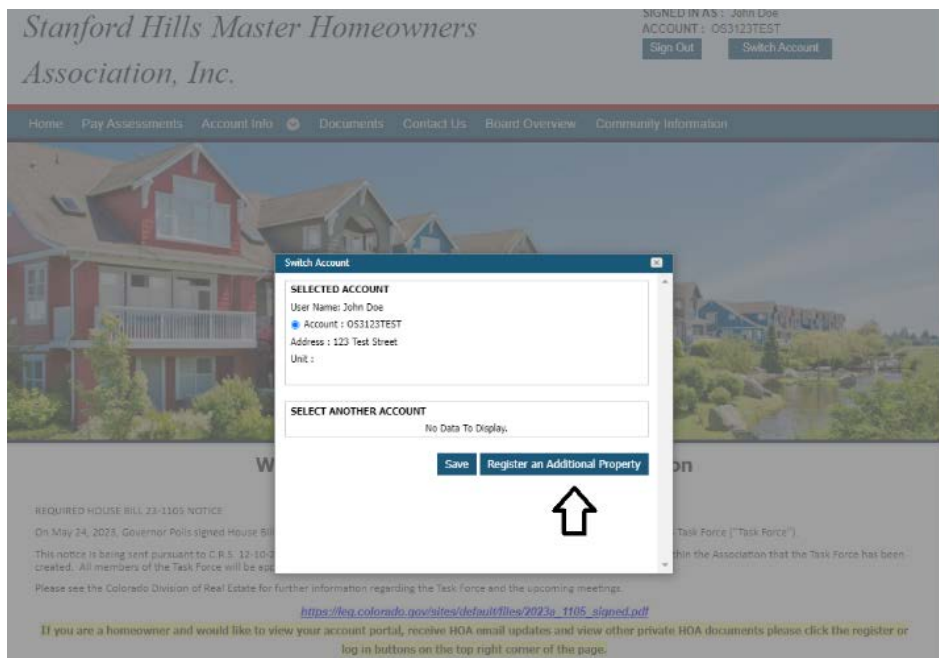 Stanford Hills Master Homeowners
Association, Inc.
SIGNED IN AS : John Doe
ACCOUNT : OS3123TEST
Sign Out Switch Account
Home Pay Assessments Account Info Documents Contact Us Board Overview Community Information
Switch Account
SELECTED ACCOUNT
User Name: John Doe
Account : OS3123TEST
Address : 123 Test Street
Unit :
SELECT ANOTHER ACCOUNT
No Data To Display.
Save Register an Additional Property
W on
REQUIRED HOUSE BILL 23-1105 NOTICE
On May 24, 2023, Governor Polis signed House Bill Task Force ("Task Force")
This notice is being sent pursuant to C.R.S. 12-10- within the Association that the Task Force has been
created. All members of the Task Force will be
Please see the Colorado Division of Real Estate for further information regarding the Task Force and the upcoming meetings.
https://leg.colorado.gov/sites/default/files/2023a_1105_signed.pdf
If you are a homeowner and would like to view your account portal, receive HOA email updates and view other private HOA documents please click the register or
log in buttons on the top right corner of the page.